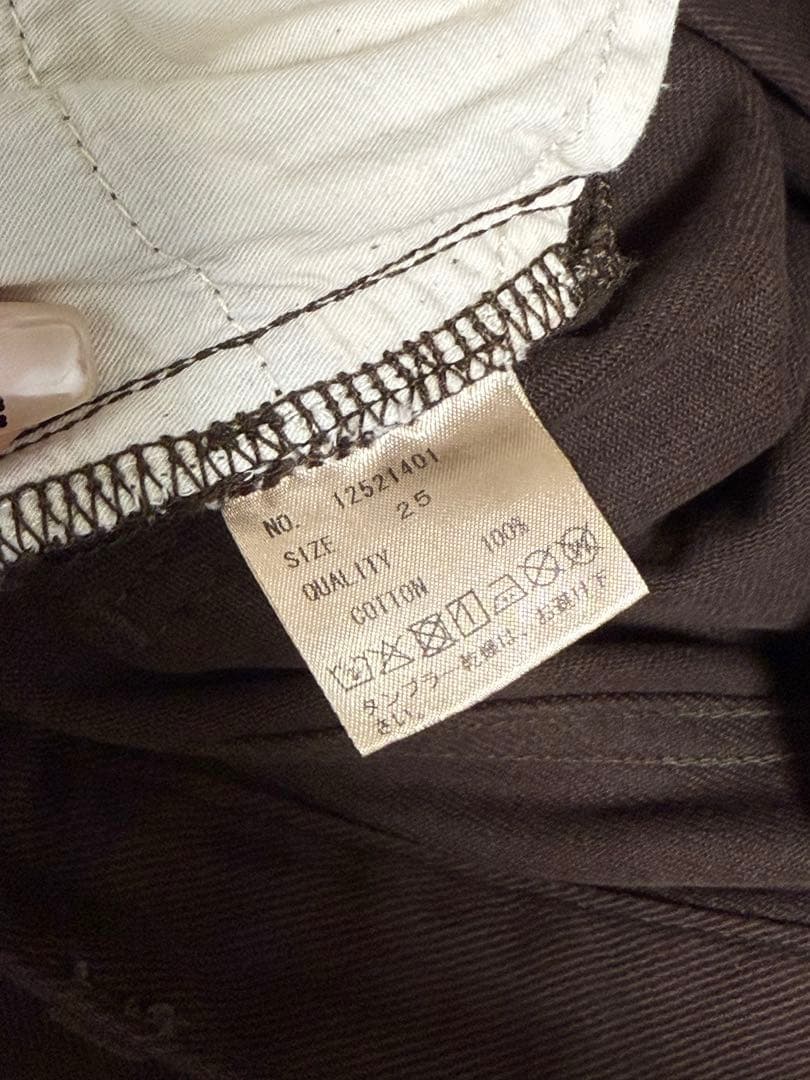 NO. 12521401
SIZE 25
QUALITY
COTTON 100%
タンブラー乾燥は、お避け下
さい。